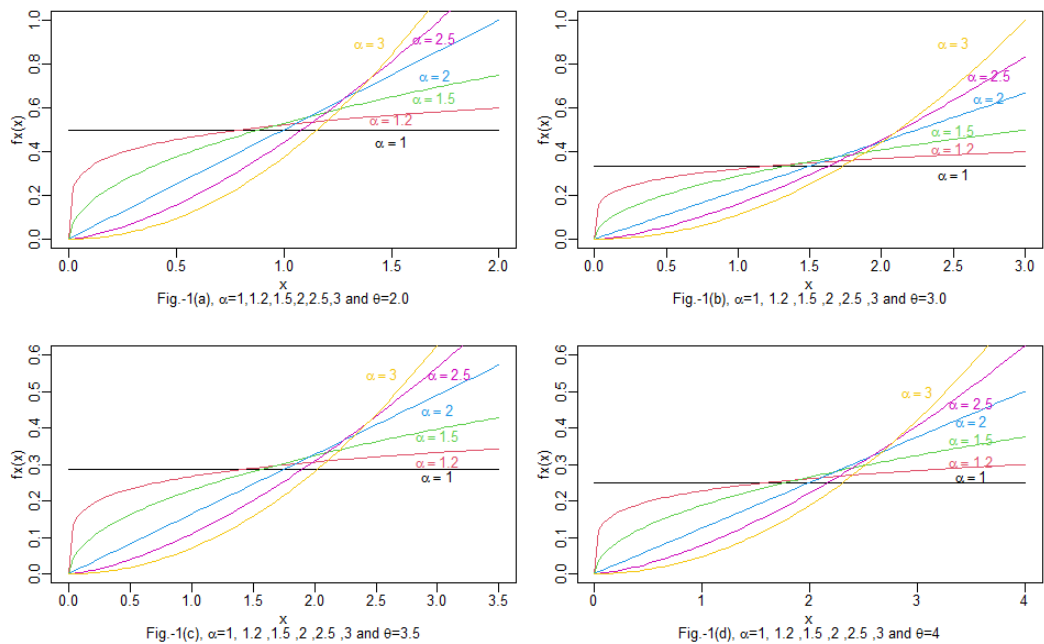 fx(x)
0.0
0.2
0.4
0.6
0.8
1.0
α = 3
α = 2.5
α = 2
α = 1.5
α = 1.2
α = 1
0.0 0.5 1.0 1.5 2.0
x
Fig.-1(a), α=1,1.2,1.5,2,2.5,3 and θ=2.0
fx(x)
0.0
0.2
0.4
0.6
0.8
1.0
α = 3
α = 2.5
α = 2
α = 1.5
α = 1.2
α = 1
0.0 0.5 1.0 1.5 2.0 2.5 3.0
x
Fig.-1(b), α=1, 1.2 ,1.5 ,2 ,2.5 ,3 and θ=3.0
fx(x)
0.0
0.1
0.2
0.3
0.4
0.5
0.6
α = 3
α = 2.5
α = 2
α = 1.5
α = 1.2
α = 1
0.0 0.5 1.0 1.5 2.0 2.5 3.0 3.5
x
Fig.-1(c), α=1, 1.2 ,1.5 ,2 ,2.5 ,3 and θ=3.5
fx(x)
0.0
0.1
0.2
0.3
0.4
0.5
0.6
α = 3
α = 2.5
α = 2
α = 1.5
α = 1.2
α = 1
0 1 2 3 4
x
Fig.-1(d), α=1, 1.2 ,1.5 ,2 ,2.5 ,3 and θ=4